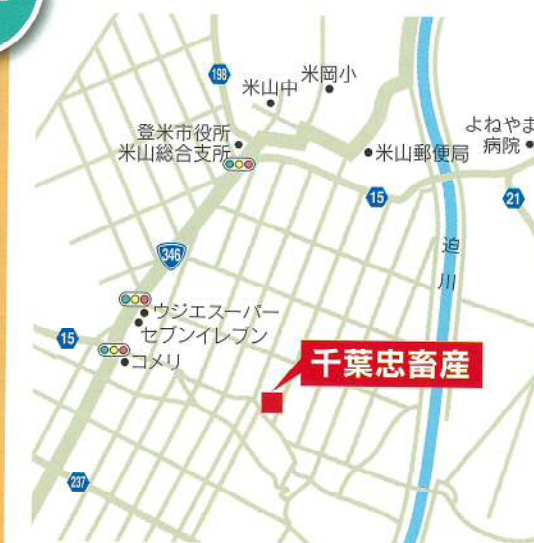 198
米山中
米岡小
登米市役所
米山総合支所
よねやま
病院
米山郵便局
15
21
346
迫川
ウジエスーパー
セブンイレブン
15
コメリ
千葉忠畜産
237